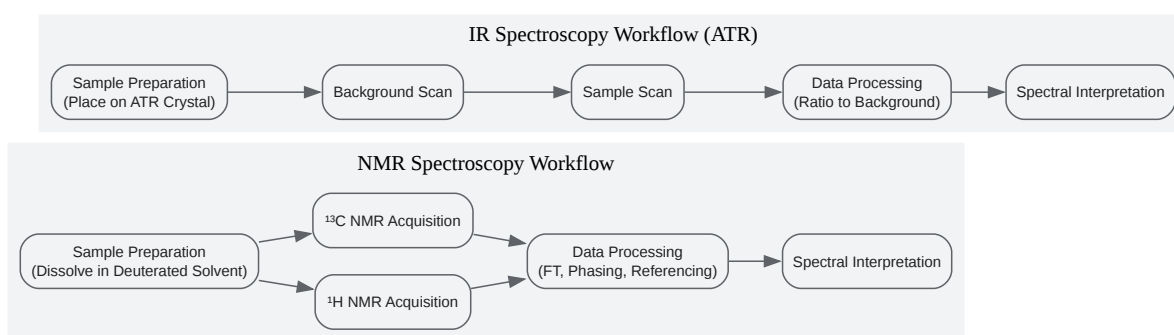 IR Spectroscopy Workflow (ATR)
Sample Preparation
(Place on ATR Crystal)
Background Scan
Sample Scan
Data Processing
(Ratio to Background)
Spectral Interpretation
NMR Spectroscopy Workflow
Sample Preparation
(Dissolve in Deuterated Solvent)
¹³C NMR Acquisition
¹H NMR Acquisition
Data Processing
(FT, Phasing, Referencing)
Spectral Interpretation